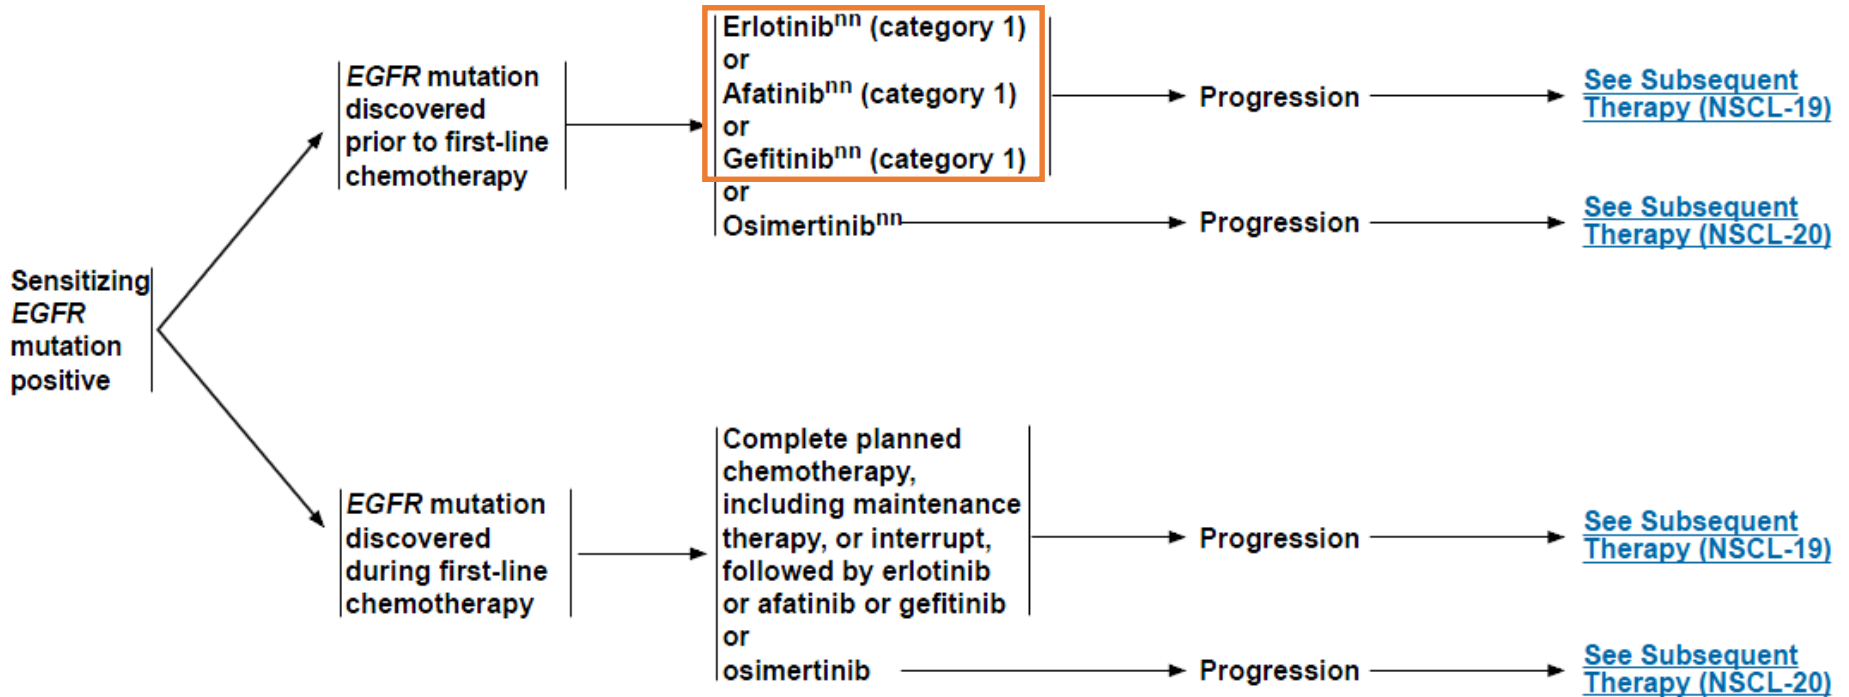 Sensitizing
EGFR
mutation
positive
EGFR mutation
discovered
prior to first-line
chemotherapy
Erlotinibⁿⁿ (category 1)
or
Afatinibⁿⁿ (category 1)
or
Gefitinibⁿⁿ (category 1)
or
Osimertinibⁿⁿ
Progression
See Subsequent
Therapy (NSCL-19)
Progression
See Subsequent
Therapy (NSCL-20)
EGFR mutation
discovered
during first-line
chemotherapy
Complete planned
chemotherapy,
including maintenance
therapy, or interrupt,
followed by erlotinib
or afatinib or gefitinib
or
osimertinib
Progression
See Subsequent
Therapy (NSCL-19)
Progression
See Subsequent
Therapy (NSCL-20)